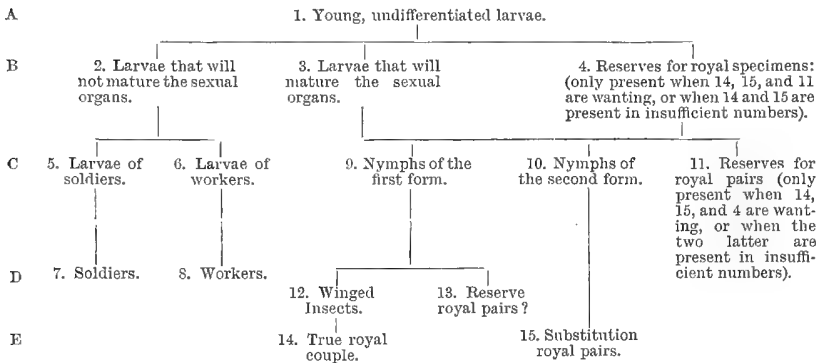 A
1. Young, undifferentiated larvae.
B
2. Larvae that will
not mature the sexual
organs.
3. Larvae that will
mature the sexual
organs.
4. Reserves for royal specimens:
(only present when 14, 15, and 11
are wanting, or when 14 and 15 are
present in insufficient numbers).
C
5. Larvae of
soldiers.
6. Larvae of
workers.
9. Nymphs of the
first form.
10. Nymphs of
the second form.
11. Reserves for
royal pairs (only
present when 14,
15, and 4 are want-
ing, or when the
two latter are
present in insuffi-
cient numbers).
D
7. Soldiers.
8. Workers.
12. Winged
Insects.
13. Reserve
royal pairs?
E
14. True royal
couple.
15. Substitution
royal pairs.